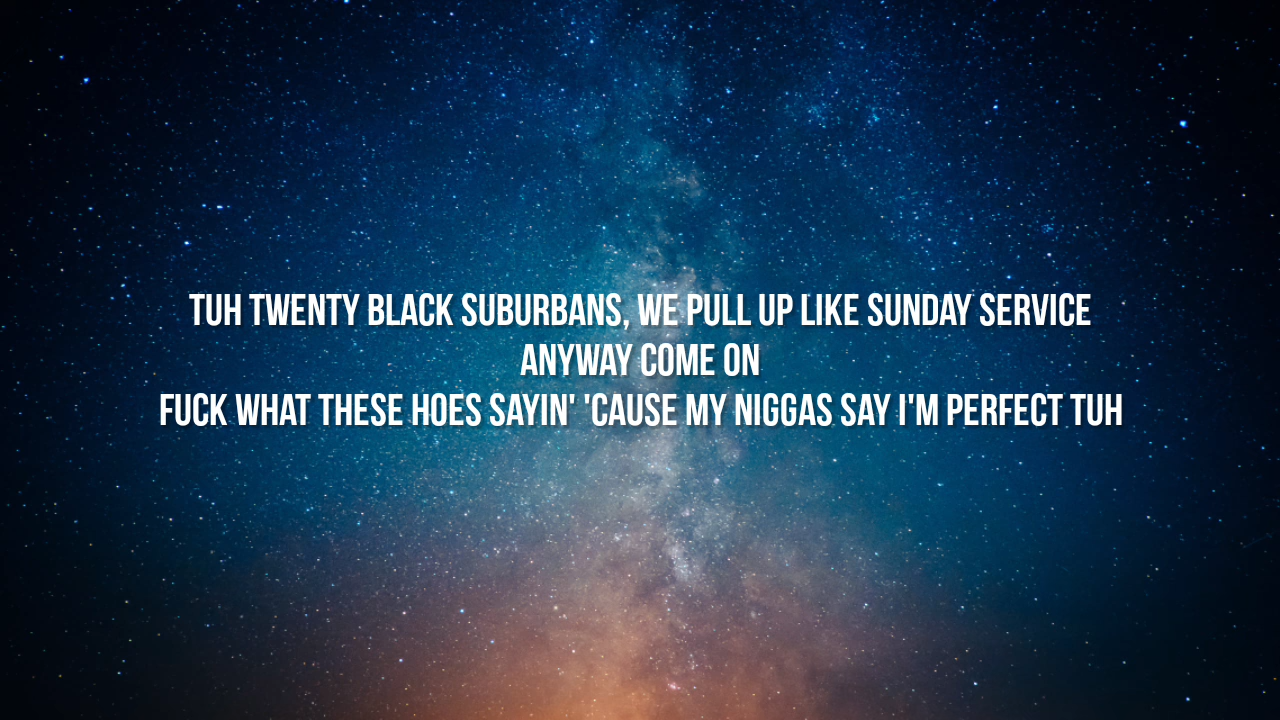 TUH TWENTY BLACK SUBURBANS, WE PULL UP LIKE SUNDAY SERVICE
ANYWAY COME ON
FUCK WHAT THESE HOES SAYIN' 'CAUSE MY NIGGAS SAY I'M PERFECT TUH